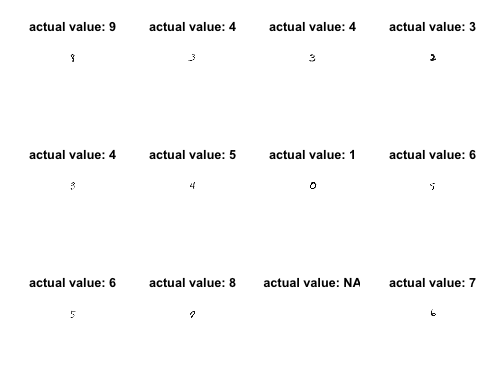 actual value: 9 actual value: 4 actual value: 4 actual value: 3
8 3 3 2
actual value: 4 actual value: 5 actual value: 1 actual value: 6
3 4 0 5
actual value: 6 actual value: 8 actual value: NA actual value: 7
5 6